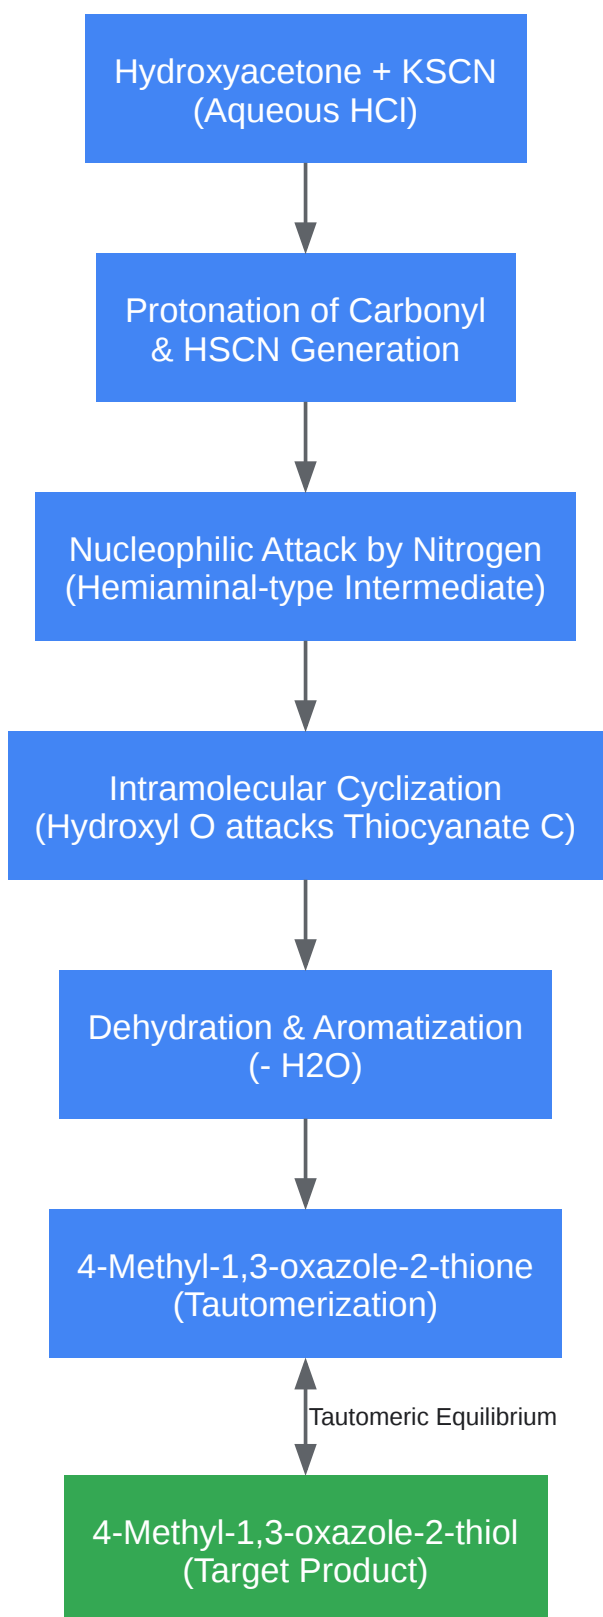 Hydroxyacetone + KSCN
(Aqueous HCl)
Protonation of Carbonyl
& HSCN Generation
Nucleophilic Attack by Nitrogen
(Hemiaminal-type Intermediate)
Intramolecular Cyclization
(Hydroxyl O attacks Thiocyanate C)
Dehydration & Aromatization
(- H2O)
4-Methyl-1,3-oxazole-2-thione
(Tautomerization)
Tautomeric Equilibrium
4-Methyl-1,3-oxazole-2-thiol
(Target Product)